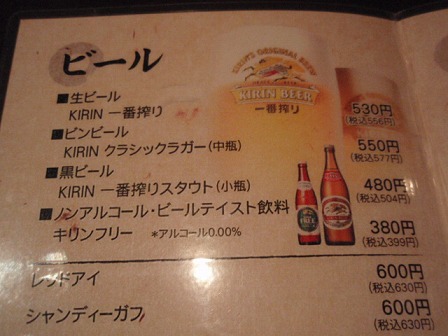 ビール
KIRIN'S ORIGINAL BREW
KIRIN BEER
一番搾り
■生ビール
KIRIN 一番搾り
530円
(税込556円)
■ビンビール
KIRIN クラシックラガー(中瓶)
550円
(税込577円)
■黒ビール
KIRIN 一番搾りスタウト(小瓶)
480円
(税込504円)
■ノンアルコール・ビールテイスト飲料
キリンフリー *アルコール0.00%
380円
(税込399円)
レッドアイ
600円
(税込630円)
シャンディーガフ
600円
(税込630円)